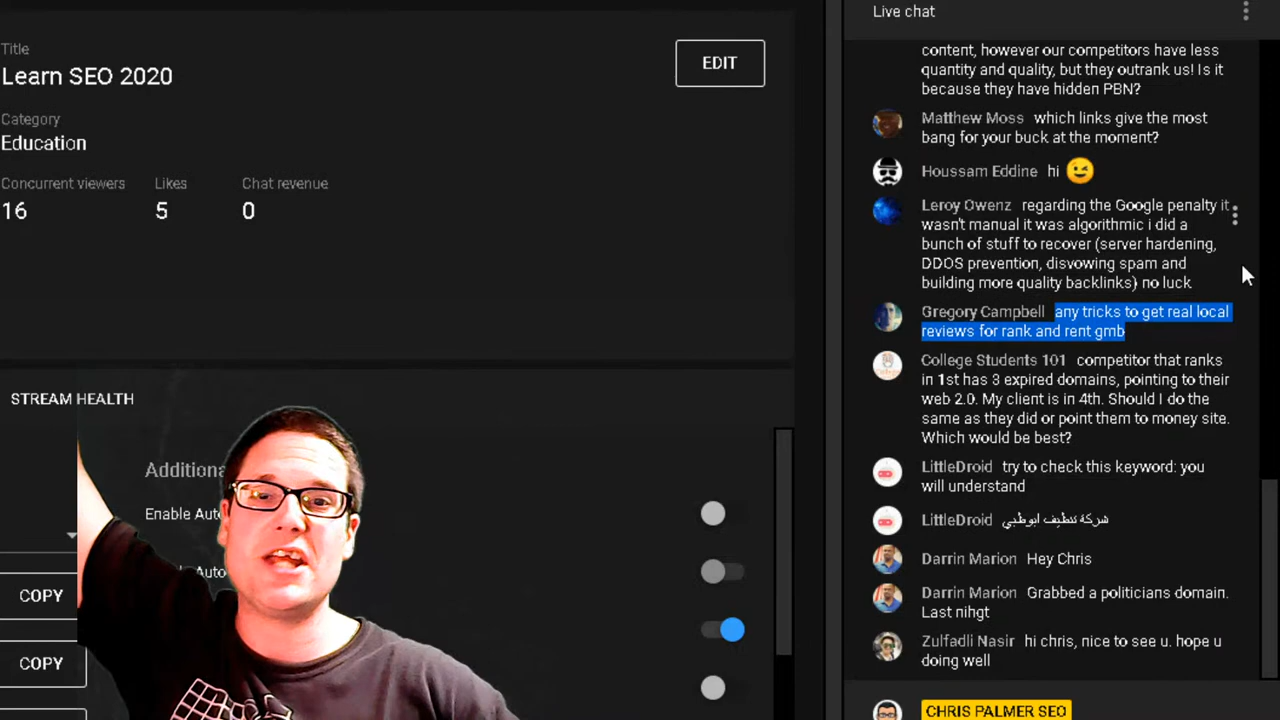 Title
Learn SEO 2020
EDIT
Category
Education
Concurrent viewers
Likes
Chat revenue
16
5
0
STREAM HEALTH
Additiona
Enable Auto
Auto
COPY
COPY
Live chat
content, however our competitors have less
quantity and quality, but they outrank us! Is it
because they have hidden PBN?
Matthew Moss which links give the most
bang for your buck at the moment?
Houssam Eddine hi 😉
Leroy Owenz regarding the Google penalty it
wasn't manual it was algorithmic i did a
bunch of stuff to recover (server hardening,
DDOS prevention, disvowing spam and
building more quality backlinks) no luck
Gregory Campbell any tricks to get real local
reviews for rank and rent gmb
College Students 101 competitor that ranks
in 1st has 3 expired domains, pointing to their
web 2.0. My client is in 4th. Should I do the
same as they did or point them to money site.
Which would be best?
LittleDroid try to check this keyword: you
will understand
LittleDroid شركة تنظيف ابوظبي
Darrin Marion Hey Chris
Darrin Marion Grabbed a politicians domain.
Last nihgt
Zulfadli Nasir hi chris, nice to see u. hope u
doing well
CHRIS PALMER SEO